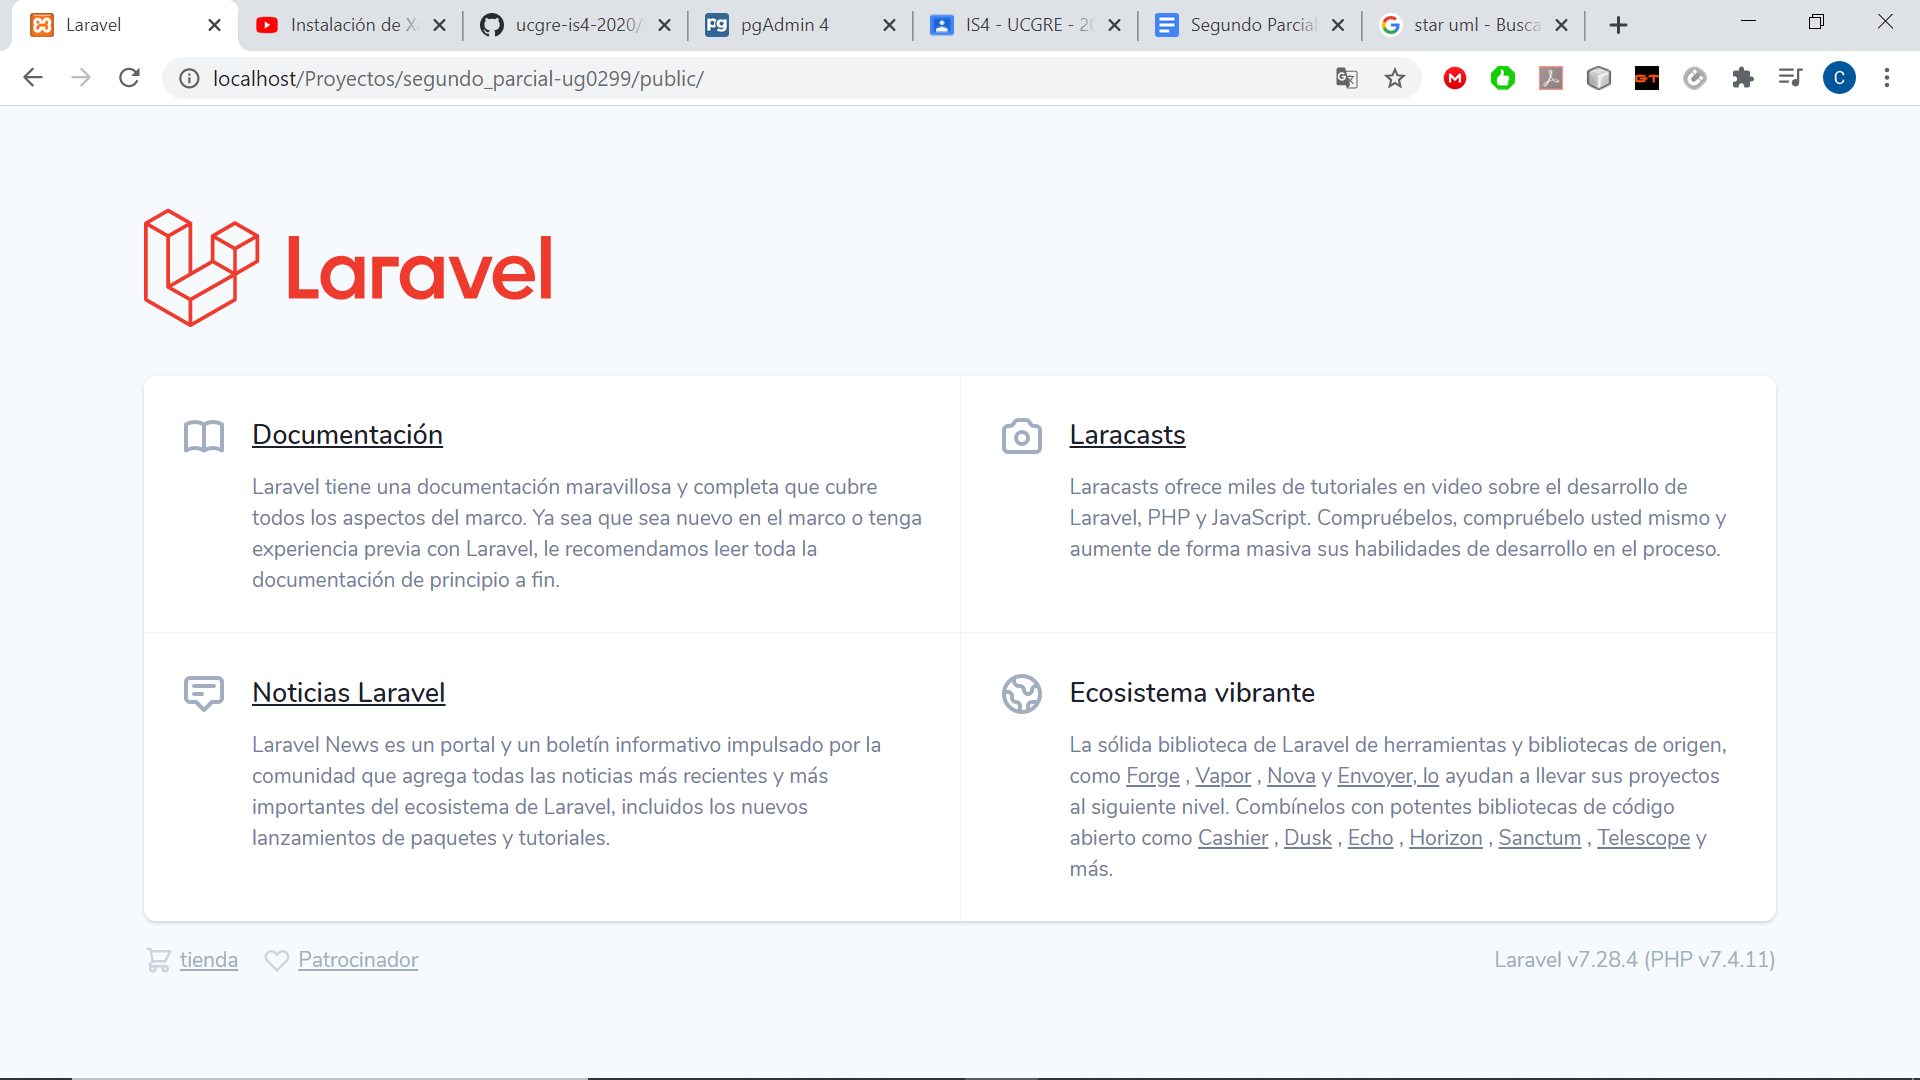 Laravel
Instalación de X
ucgre-is4-2020/
pgAdmin 4
IS4 - UCGRE - 20
Segundo Parcial
star uml - Busca
localhost/Proyectos/segundo_parcial-ug0299/public/
C
Laravel
Documentación
Laravel tiene una documentación maravillosa y completa que cubre
todos los aspectos del marco. Ya sea que sea nuevo en el marco o tenga
experiencia previa con Laravel, le recomendamos leer toda la
documentación de principio a fin.
Laracasts
Laracasts ofrece miles de tutoriales en video sobre el desarrollo de
Laravel, PHP y JavaScript. Compruébelos, compruébelo usted mismo y
aumente de forma masiva sus habilidades de desarrollo en el proceso.
Noticias Laravel
Laravel News es un portal y un boletín informativo impulsado por la
comunidad que agrega todas las noticias más recientes y más
importantes del ecosistema de Laravel, incluidos los nuevos
lanzamientos de paquetes y tutoriales.
Ecosistema vibrante
La sólida biblioteca de Laravel de herramientas y bibliotecas de origen,
como Forge , Vapor , Nova y Envoyer, lo ayudan a llevar sus proyectos
al siguiente nivel. Combínelos con potentes bibliotecas de código
abierto como Cashier , Dusk , Echo , Horizon , Sanctum , Telescope y
más.
tienda
Patrocinador
Laravel v7.28.4 (PHP v7.4.11)